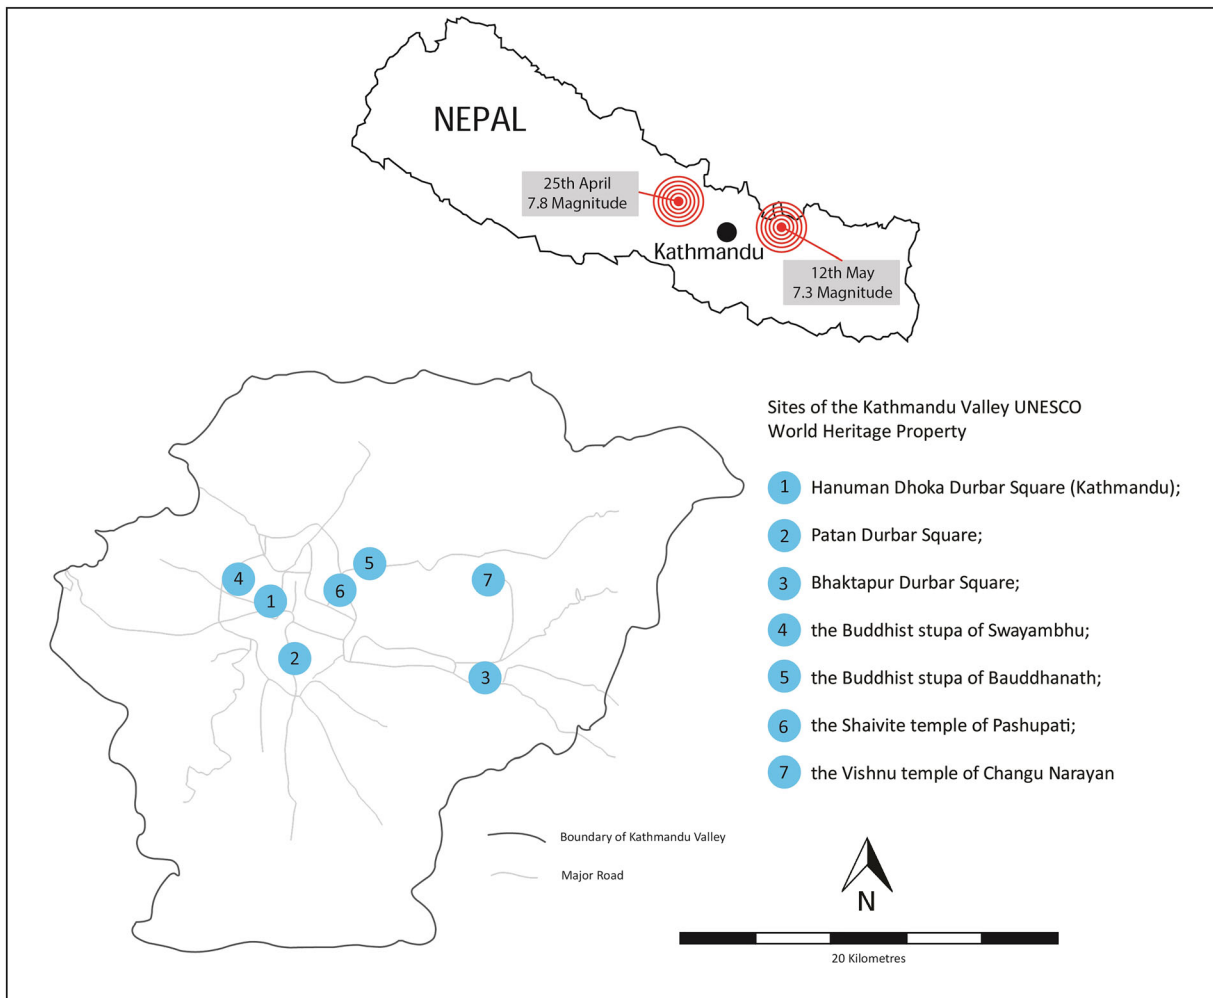 NEPAL
25th April
7.8 Magnitude
Kathmandu
12th May
7.3 Magnitude
Sites of the Kathmandu Valley UNESCO
World Heritage Property
1 Hanuman Dhoka Durbar Square (Kathmandu);
2 Patan Durbar Square;
3 Bhaktapur Durbar Square;
4 the Buddhist stupa of Swayambhu;
5 the Buddhist stupa of Bauddhanath;
6 the Shaivite temple of Pashupati;
7 the Vishnu temple of Changu Narayan
5
4
7
6
1
2
3
Boundary of Kathmandu Valley
Major Road
N
20 Kilometres